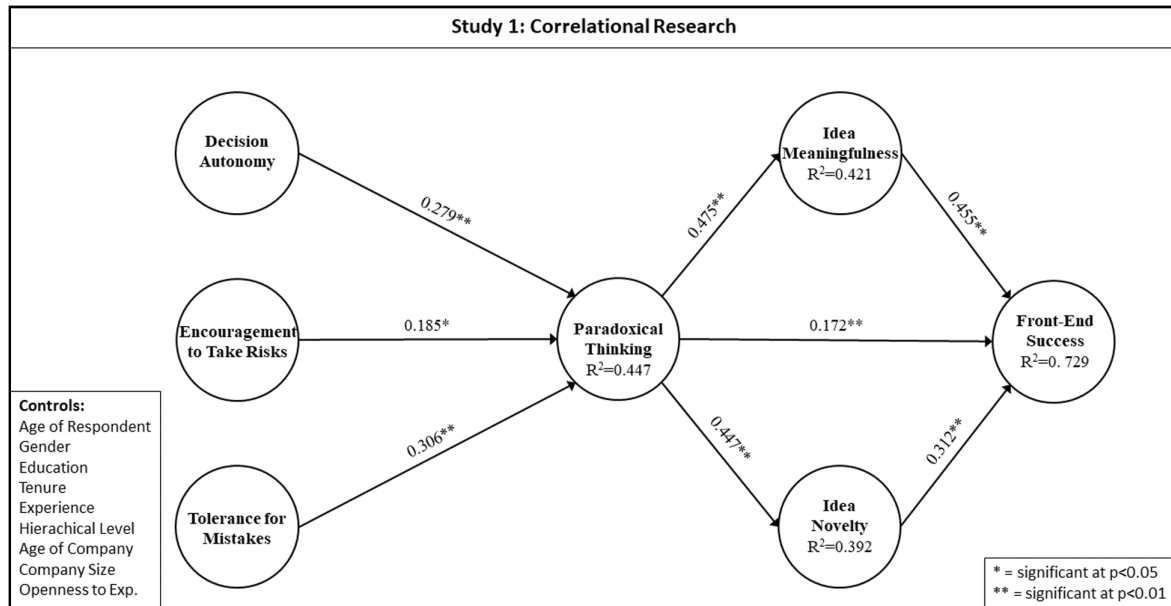 Study 1: Correlational Research
Decision
Autonomy
Encouragement
to Take Risks
Tolerance for
Mistakes
0.279**
0.185*
0.306**
Paradoxical
Thinking
R²=0.447
0.475**
0.172**
0.447**
Idea
Meaningfulness
R²=0.421
Idea
Novelty
R²=0.392
0.455**
0.312**
Front-End
Success
R²=0. 729
Controls:
Age of Respondent
Gender
Education
Tenure
Experience
Hierachical Level
Age of Company
Company Size
Openness to Exp.
* = significant at p<0.05
** = significant at p<0.01